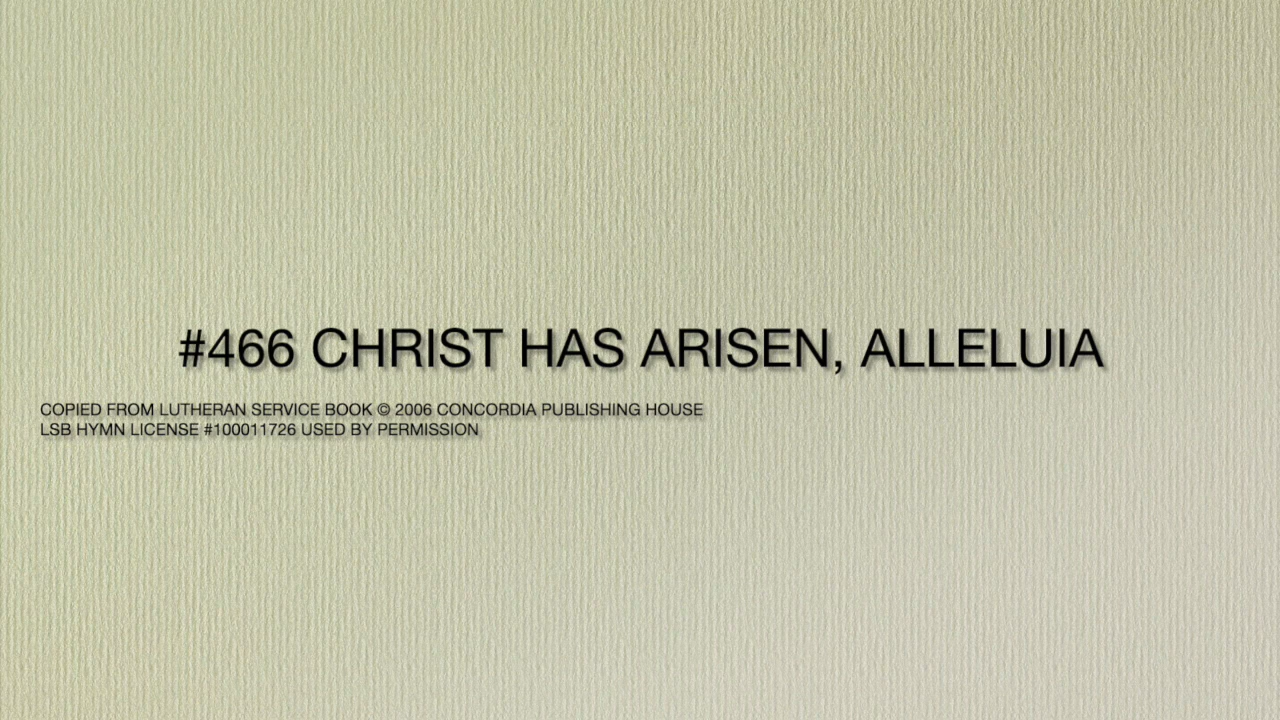 #466 CHRIST HAS ARISEN, ALLELUIA
COPIED FROM LUTHERAN SERVICE BOOK © 2006 CONCORDIA PUBLISHING HOUSE
LSB HYMN LICENSE #100011726 USED BY PERMISSION